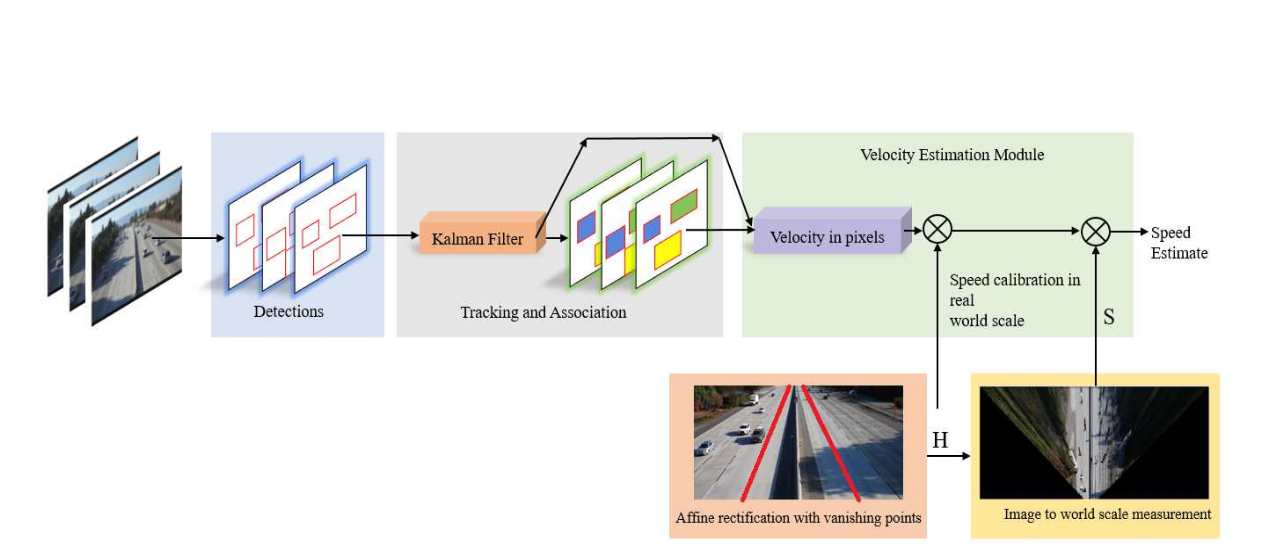 Velocity Estimation Module
Kalman Filter
Velocity in pixels
Speed
Estimate
Detections
Tracking and Association
Speed calibration in
real
world scale
S
H
Affine rectification with vanishing points
Image to world scale measurement